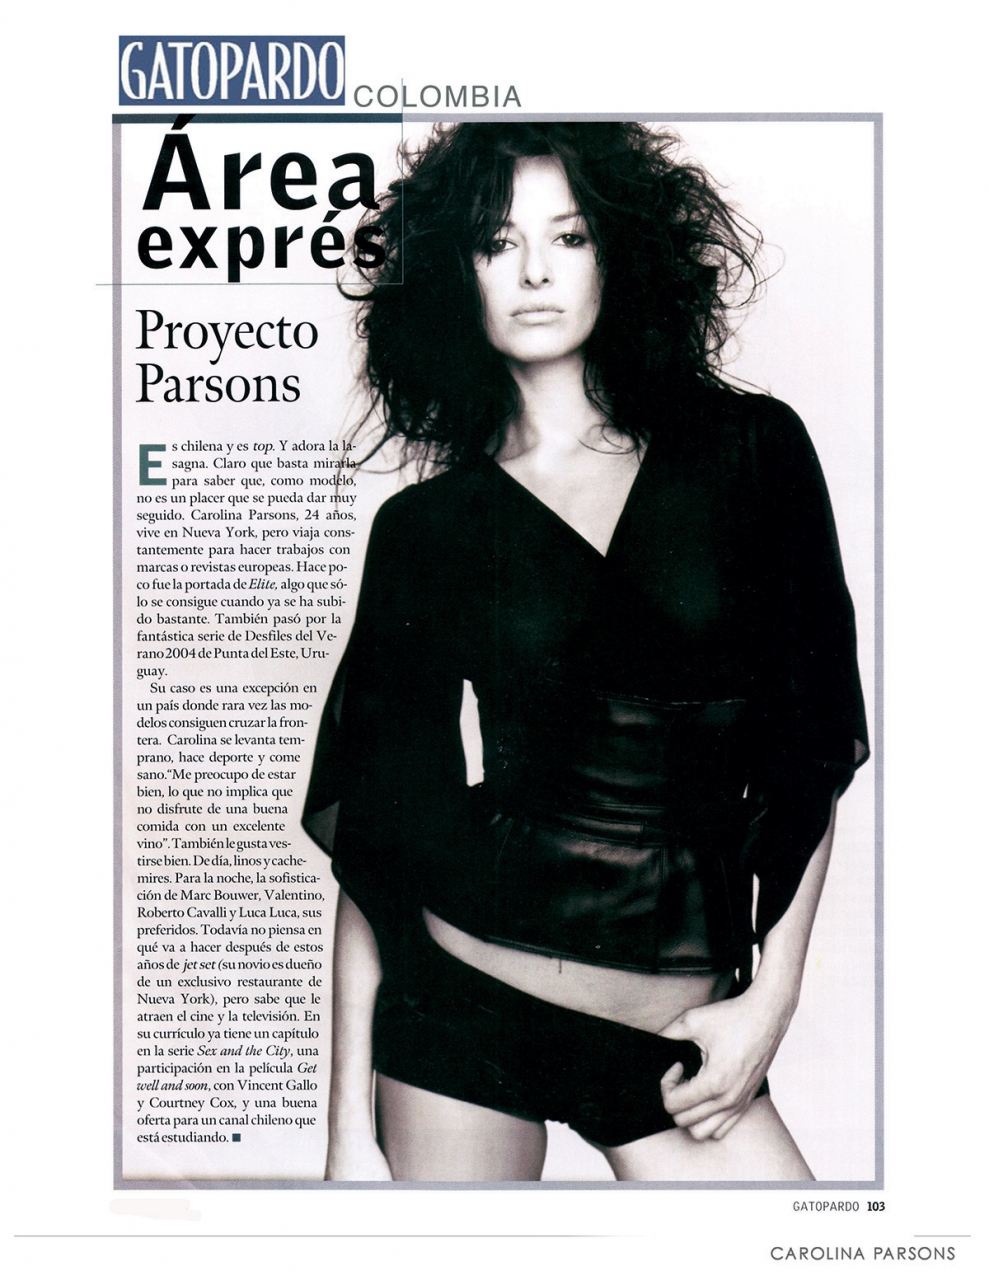 GATOPARDO COLOMBIA
Área
exprés
Proyecto
Parsons
Es chilena y es top. Y adora la la-
sagna. Claro que basta mirarla
para saber que, como modelo,
no es un placer que se pueda dar muy
seguido. Carolina Parsons, 24 años,
vive en Nueva York, pero viaja cons-
tantemente para hacer trabajos con
marcas o revistas europeas. Hace po-
co fue la portada de Elite, algo que só-
lo se consigue cuando ya se ha subi-
do bastante. También pasó por la
fantástica serie de Desfiles del Ve-
rano 2004 de Punta del Este, Uru-
guay.
Su caso es una excepción en
un país donde rara vez las mo-
delos consiguen cruzar la fron-
tera. Carolina se levanta tem-
prano, hace deporte y come
sano.“Me preocupo de estar
bien, lo que no implica que
no disfrute de una buena
comida con un excelente
vino”. También le gusta ves-
tirse bien. De día, linos y cache-
mires. Para la noche, la sofistica-
ción de Marc Bouwer, Valentino,
Roberto Cavalli y Luca Luca, sus
preferidos. Todavía no piensa en
qué va a hacer después de estos
años de jet set (su novio es dueño
de un exclusivo restaurante de
Nueva York), pero sabe que le
atraen el cine y la televisión. En
su currículo ya tiene un capítulo
en la serie Sex and the City, una
participación en la película Get
well and soon, con Vincent Gallo
y Courtney Cox, y una buena
oferta para un canal chileno que
está estudiando.
GATOPARDO 103
CAROLINA PARSONS